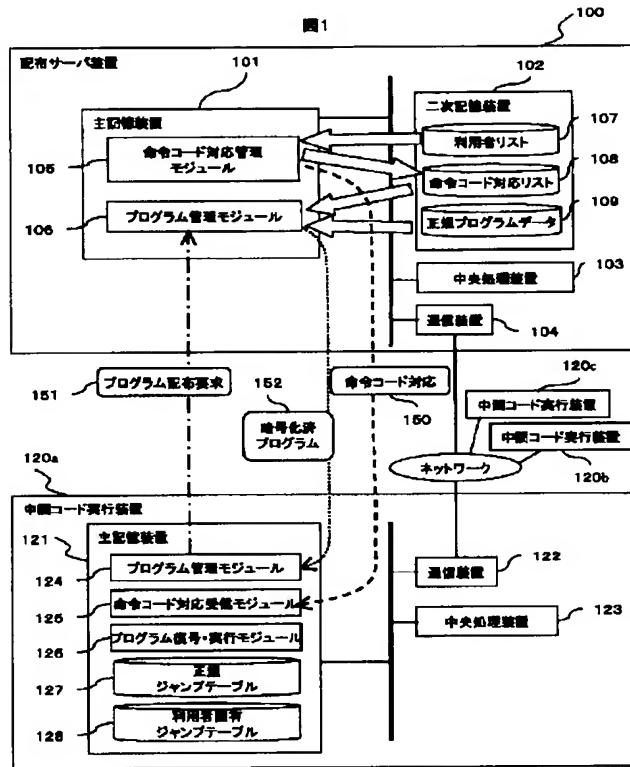 図1
100
配布サーバ装置
101
102
主記憶装置
二次記憶装置
105
命令コード対応管理
モジュール
利用者リスト
107
命令コード対応リスト
108
106
プログラム管理モジュール
正規プログラムデータ
109
中央処理装置
103
通信装置
104
151
プログラム配布要求
152
暗号化済
プログラム
命令コード対応
150
120c
中間コード実行装置
中間コード実行装置
120b
ネットワーク
120a
中間コード実行装置
121
主記憶装置
124
プログラム管理モジュール
通信装置
122
125
命令コード対応受信モジュール
中央処理装置
123
126
プログラム復号・実行モジュール
127
正規
ジャンプテーブル
128
利用者固有
ジャンプテーブル